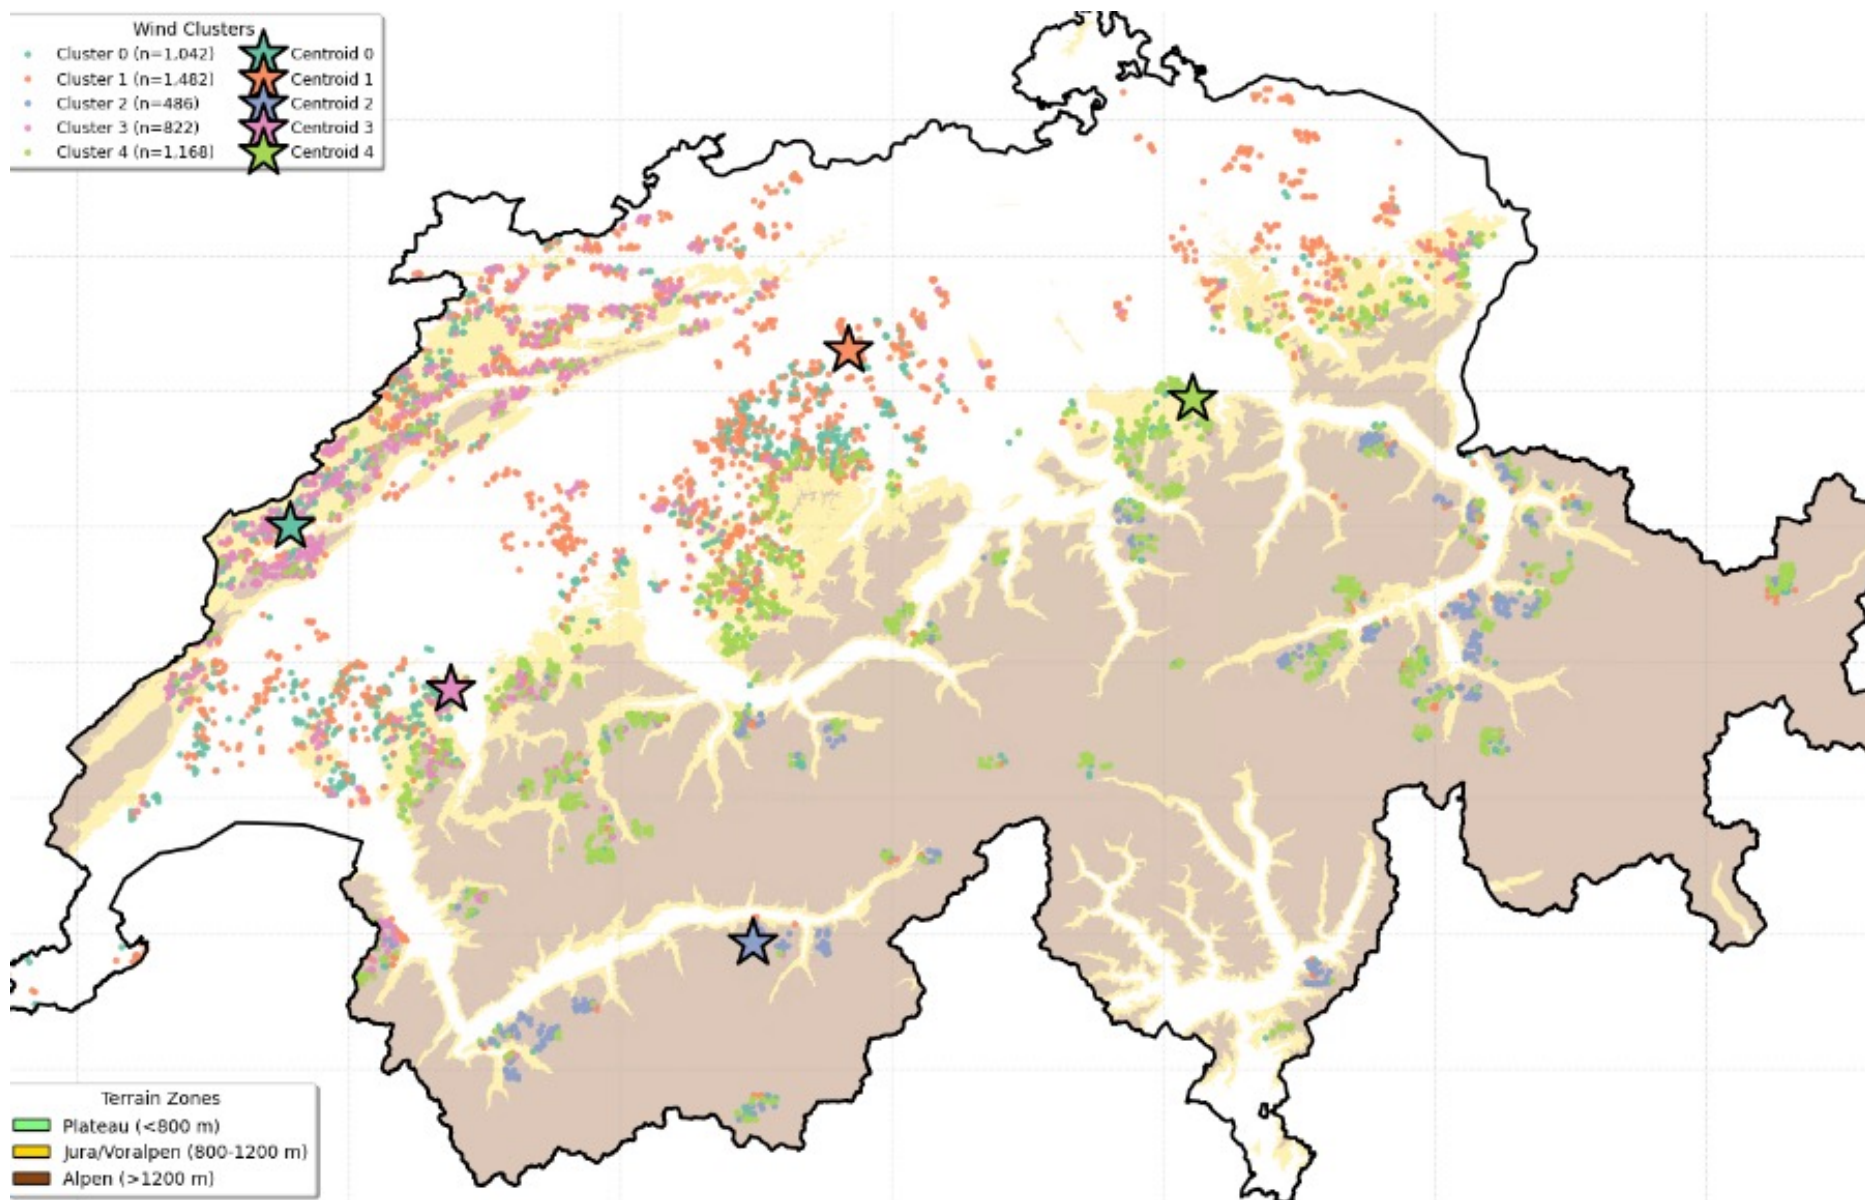 Wind Clusters
Cluster 0 (n=1,042) Centroid 0
Cluster 1 (n=1,482) Centroid 1
Cluster 2 (n=486) Centroid 2
Cluster 3 (n=822) Centroid 3
Cluster 4 (n=1,168) Centroid 4
Terrain Zones
Plateau (<800 m)
Jura/Voralpen (800-1200 m)
Alpen (>1200 m)